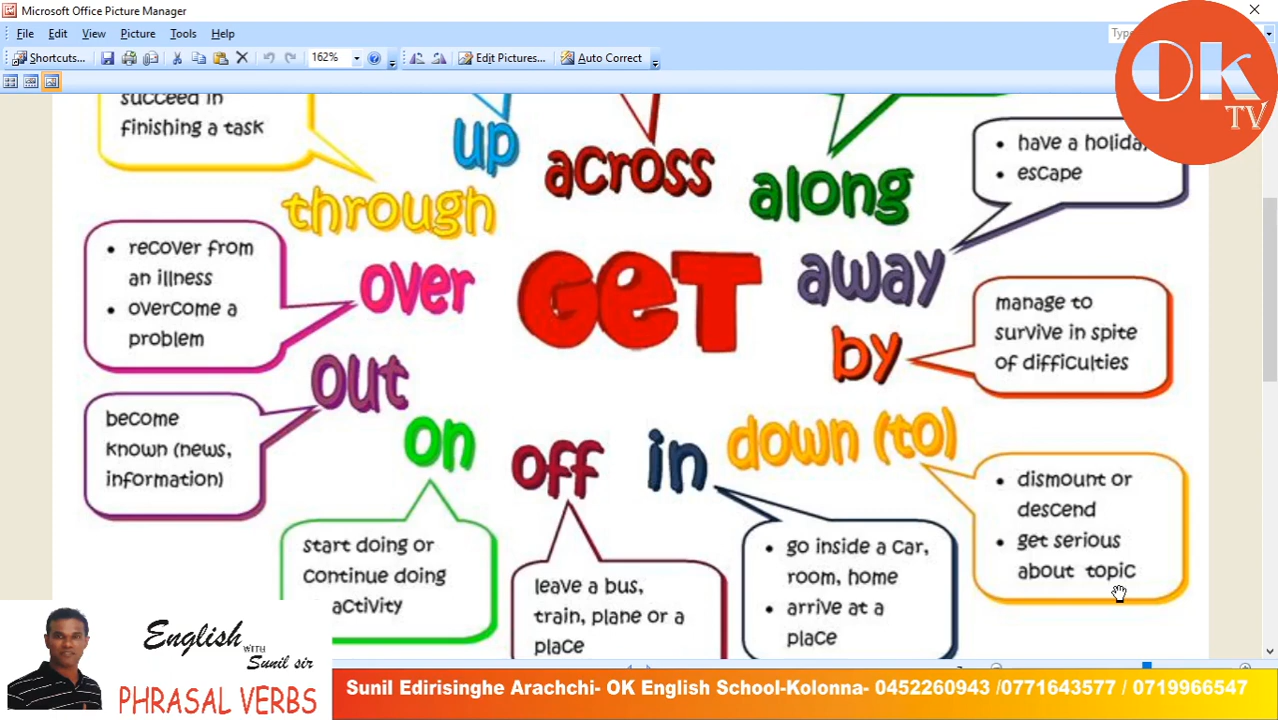 Microsoft Office Picture Manager
File Edit View Picture Tools Help
Shortcuts... 162% Edit Pictures... Auto Correct
OK
TV
succeed in
finishing a task
up
across
along
have a holiday
escape
through
recover from
an illness
overcome a
problem
over
GeT
away
manage to
survive in spite
of difficulties
by
out
become
known (news,
information)
on
off
in
down (to)
dismount or
descend
get serious
about topic
start doing or
continue doing
activity
leave a bus,
train, plane or a
place
go inside a car,
room, home
arrive at a
place
English
WITH
Sunil sir
PHRASAL VERBS
Sunil Edirisinghe Arachchi- OK English School-Kolonna- 0452260943 /0771643577 / 0719966547